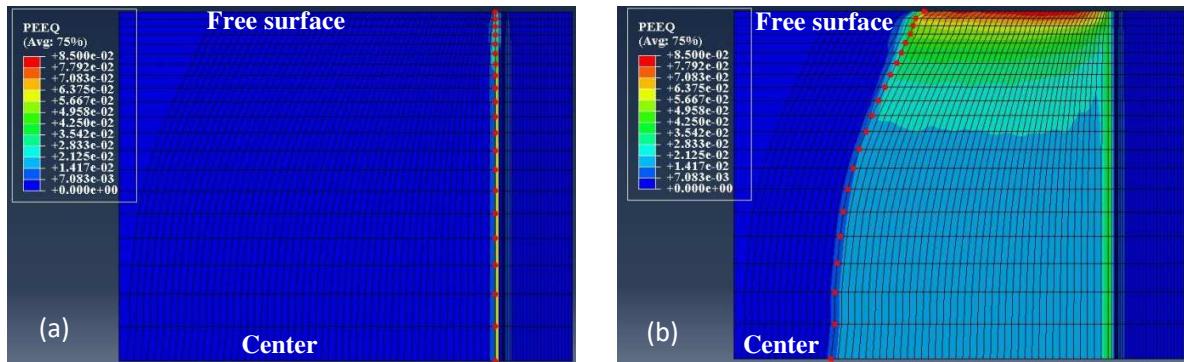 Free surface
PEEQ
(Avg: 75%)
+8.500e-02
+7.792e-02
+7.083e-02
+6.375e-02
+5.667e-02
+4.958e-02
+4.250e-02
+3.542e-02
+2.833e-02
+2.125e-02
+1.417e-02
+7.083e-03
+0.000e+00
(a)
Center
Free surface
PEEQ
(Avg: 75%)
+8.500e-02
+7.792e-02
+7.083e-02
+6.375e-02
+5.667e-02
+4.958e-02
+4.250e-02
+3.542e-02
+2.833e-02
+2.125e-02
+1.417e-02
+7.083e-03
+0.000e+00
(b)
Center